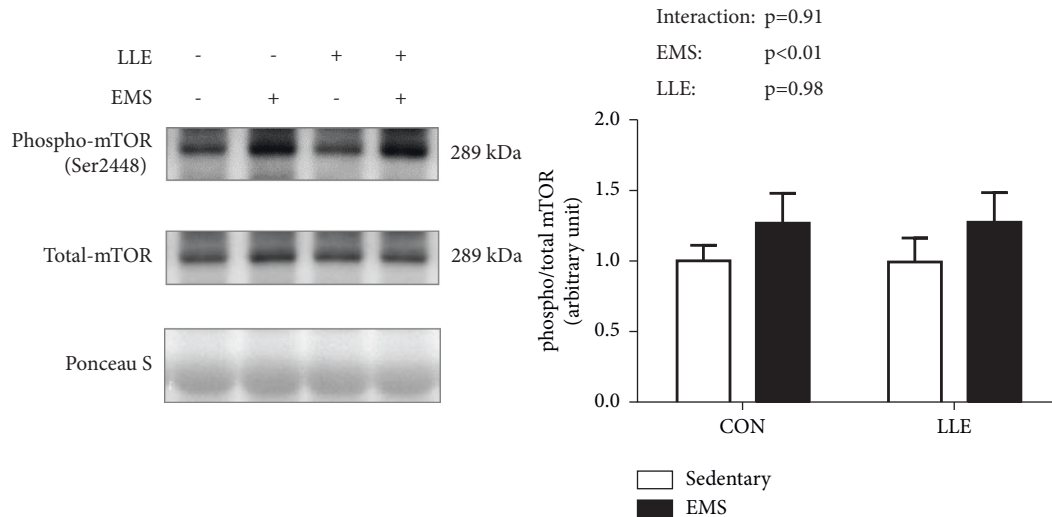 LLE - - + +
EMS - + - +
Phospho-mTOR
(Ser2448)
289 kDa
Total-mTOR
289 kDa
Ponceau S
Interaction: p=0.91
EMS: p<0.01
LLE: p=0.98
phospho/total mTOR
(arbitrary unit)
2.0
1.5
1.0
0.5
0.0
CON LLE
Sedentary
EMS